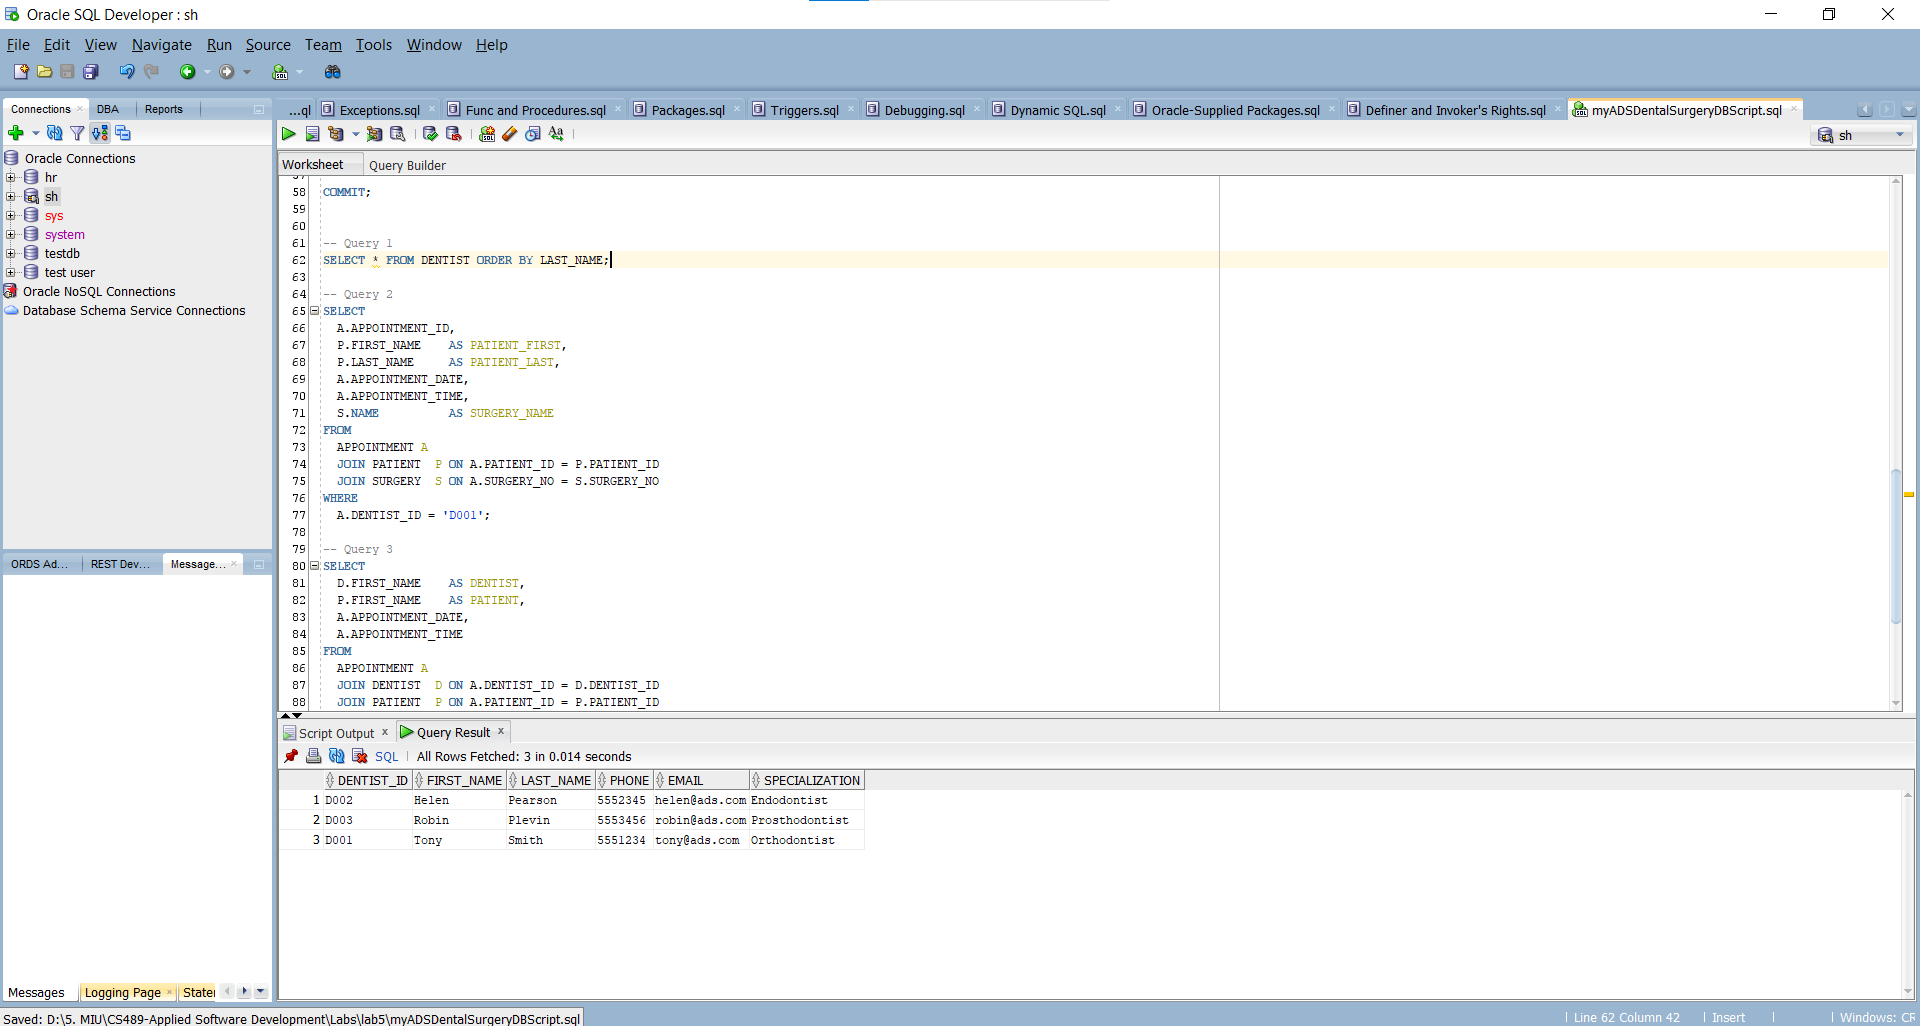 Oracle SQL Developer : sh
File Edit View Navigate Run Source Team Tools Window Help
Connections DBA Reports
Oracle Connections
hr
sh
sys
system
testdb
test user
Oracle NoSQL Connections
Database Schema Service Connections
ORDS Ad... REST Dev... Message...
Messages Logging Page Stater
...ql Exceptions.sql Func and Procedures.sql Packages.sql Triggers.sql Debugging.sql Dynamic SQL.sql Oracle-Supplied Packages.sql Definer and Invoker's Rights.sql myADSDentalSurgeryDBScript.sql
sh
Worksheet Query Builder
57
58 COMMIT;
59
60
61 -- Query 1
62 SELECT * FROM DENTIST ORDER BY LAST_NAME;
63
64 -- Query 2
65 SELECT
66 A.APPOINTMENT_ID,
67 P.FIRST_NAME AS PATIENT_FIRST,
68 P.LAST_NAME AS PATIENT_LAST,
69 A.APPOINTMENT_DATE,
70 A.APPOINTMENT_TIME,
71 S.NAME AS SURGERY_NAME
72 FROM
73 APPOINTMENT A
74 JOIN PATIENT P ON A.PATIENT_ID = P.PATIENT_ID
75 JOIN SURGERY S ON A.SURGERY_NO = S.SURGERY_NO
76 WHERE
77 A.DENTIST_ID = 'D001';
78
79 -- Query 3
80 SELECT
81 D.FIRST_NAME AS DENTIST,
82 P.FIRST_NAME AS PATIENT,
83 A.APPOINTMENT_DATE,
84 A.APPOINTMENT_TIME
85 FROM
86 APPOINTMENT A
87 JOIN DENTIST D ON A.DENTIST_ID = D.DENTIST_ID
88 JOIN PATIENT P ON A.PATIENT_ID = P.PATIENT_ID
Script Output Query Result
SQL All Rows Fetched: 3 in 0.014 seconds
DENTIST_ID FIRST_NAME LAST_NAME PHONE EMAIL SPECIALIZATION
1 D002 Helen Pearson 5552345 helen@ads.com Endodontist
2 D003 Robin Plevin 5553456 robin@ads.com Prosthodontist
3 D001 Tony Smith 5551234 tony@ads.com Orthodontist
Saved: D:\5. MIU\CS489-Applied Software Development\Labs\lab5\myADSDentalSurgeryDBScript.sql
Line 62 Column 42 Insert Windows: CR